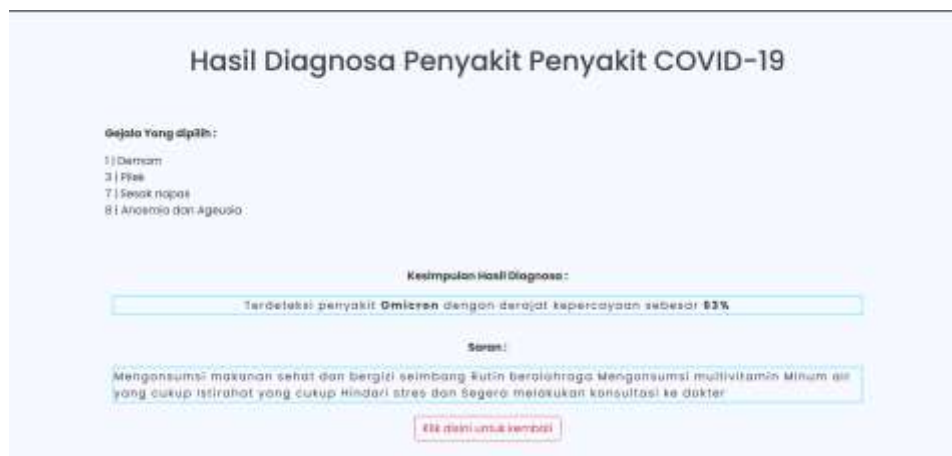 Hasil Diagnosa Penyakit Penyakit COVID-19
Gejala Yang dipilih :
1 | Demam
3 | Pilek
7 | Sesak napas
8 | Anosmia dan Ageusia
Kesimpulan Hasil Diagnosa :
Terdeteksi penyakit Omicron dengan derajat kepercayaan sebesar 93%
Saran :
Mengonsumsi makanan sehat dan bergizi seimbang Rutin berolahraga Mengonsumsi multivitamin Minum air
yang cukup Istirahat yang cukup Hindari stres dan Segera melakukan konsultasi ke dokter
Klik disini untuk kembali